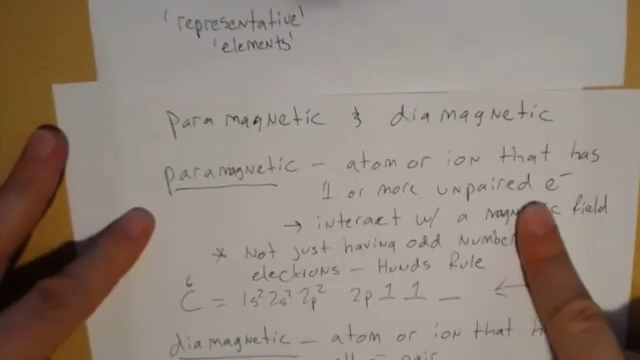 'representative'
'elements'
paramagnetic & diamagnetic
paramagnetic - atom or ion that has
1 or more unpaired e⁻
→ interact w/ a magnetic field
* Not just having odd number
electrons - Hunds Rule
6
C = 1s² 2s² 2p² 2p 1 1 _ ←
diamagnetic - atom or ion that